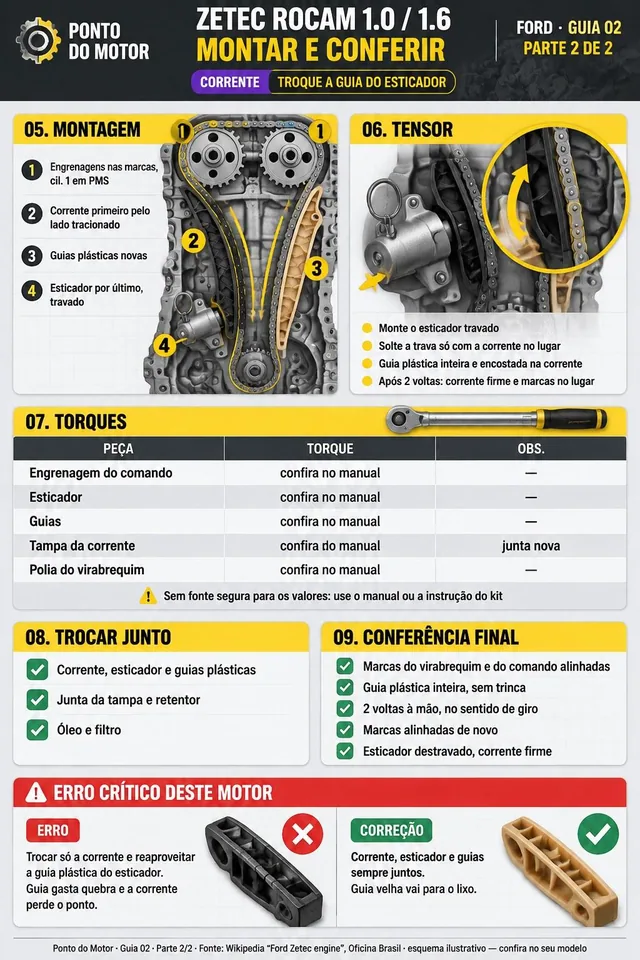 PONTO
DO MOTOR
ZETEC ROCAM 1.0 / 1.6
MONTAR E CONFERIR
CORRENTE
TROQUE A GUIA DO ESTICADOR
FORD · GUIA 02
PARTE 2 DE 2
05. MONTAGEM
1 Engrenagens nas marcas,
cil. 1 em PMS
2 Corrente primeiro pelo
lado tracionado
3 Guias plásticas novas
4 Esticador por último,
travado
1
2
3
4
06. TENSOR
Monte o esticador travado
Solte a trava só com a corrente no lugar
Guia plástica inteira e encostada na corrente
Após 2 voltas: corrente firme e marcas no lugar
07. TORQUES
PEÇA TORQUE OBS.
Engrenagem do comando confira no manual —
Esticador confira no manual —
Guias confira no manual —
Tampa da corrente confira do manual junta nova
Polia do virabrequim confira no manual —
Sem fonte segura para os valores: use o manual ou a instrução do kit
08. TROCAR JUNTO
Corrente, esticador e guias plásticas
Junta da tampa e retentor
Óleo e filtro
09. CONFERÊNCIA FINAL
Marcas do virabrequim e do comando alinhadas
Guia plástica inteira, sem trinca
2 voltas à mão, no sentido de giro
Marcas alinhadas de novo
Esticador destravado, corrente firme
ERRO CRÍTICO DESTE MOTOR
ERRO
Trocar só a corrente e reaproveitar
a guia plástica do esticador.
Guia gasta quebra e a corrente
perde o ponto.
CORREÇÃO
Corrente, esticador e guias
sempre juntos.
Guia velha vai para o lixo.
Ponto do Motor · Guia 02 · Parte 2/2 · Fonte: Wikipedia “Ford Zetec engine”, Oficina Brasil · esquema ilustrativo — confira no seu modelo